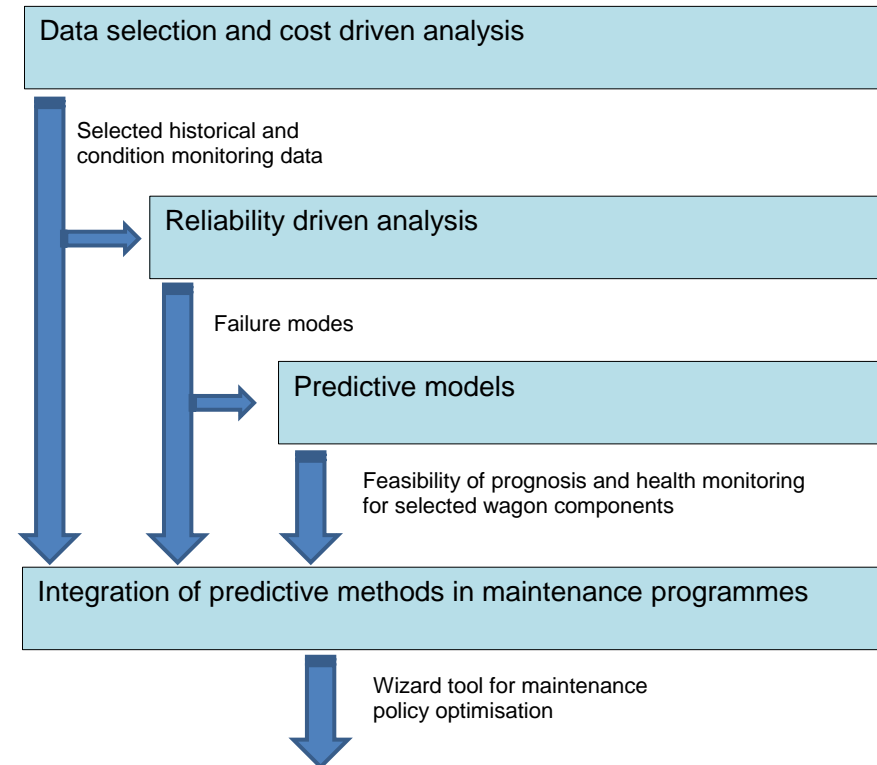 Data selection and cost driven analysis
Selected historical and
condition monitoring data
Reliability driven analysis
Failure modes
Predictive models
Feasibility of prognosis and health monitoring
for selected wagon components
Integration of predictive methods in maintenance programmes
Wizard tool for maintenance
policy optimisation